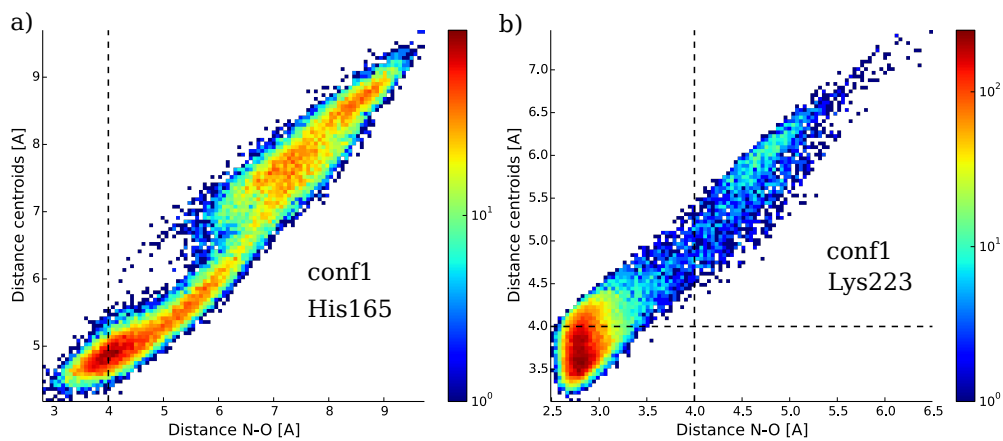 a)
Distance centroids [A]
9
8
7
6
5
3 4 5 6 7 8 9
Distance N-O [A]
conf1
His165
10^1
10^0
b)
Distance centroids [A]
7.0
6.5
6.0
5.5
5.0
4.5
4.0
3.5
2.5 3.0 3.5 4.0 4.5 5.0 5.5 6.0 6.5
Distance N-O [A]
conf1
Lys223
10^2
10^1
10^0